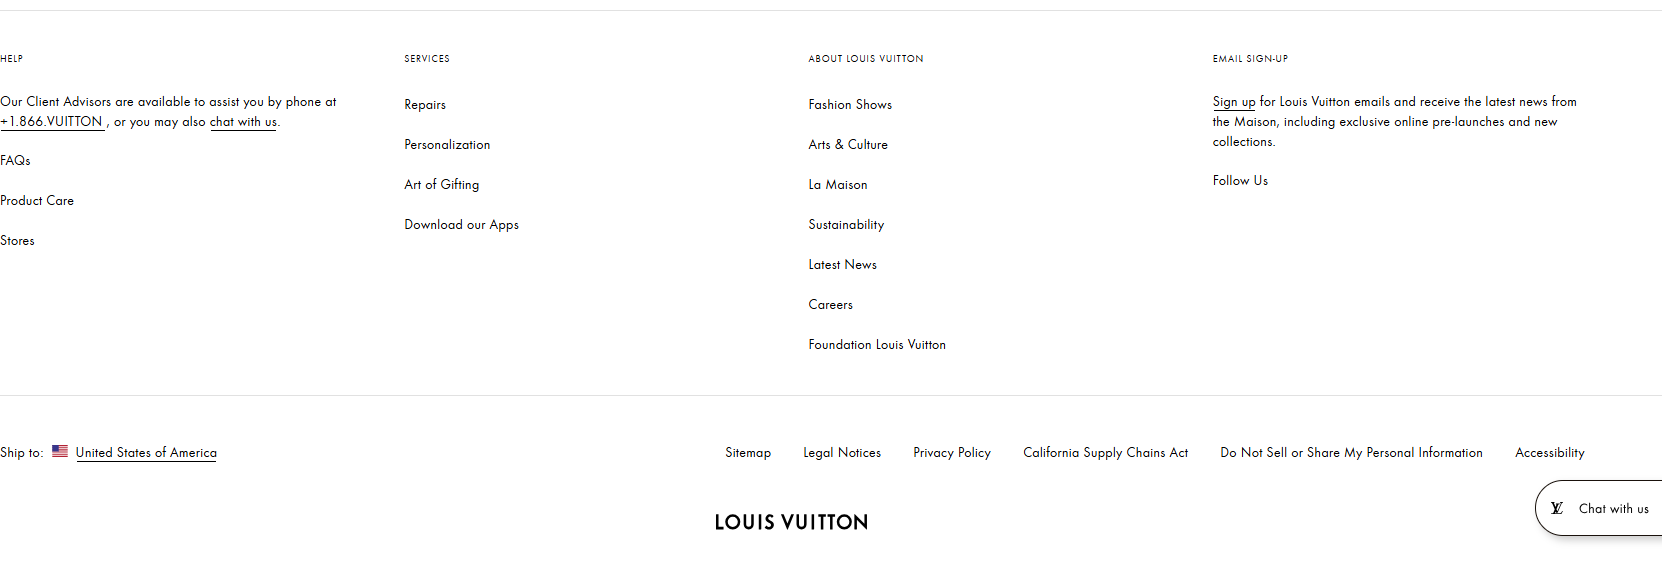 HELP
Our Client Advisors are available to assist you by phone at
+1.866.VUITTON , or you may also chat with us.
FAQs
Product Care
Stores
SERVICES
Repairs
Personalization
Art of Gifting
Download our Apps
ABOUT LOUIS VUITTON
Fashion Shows
Arts & Culture
La Maison
Sustainability
Latest News
Careers
Foundation Louis Vuitton
EMAIL SIGN-UP
Sign up for Louis Vuitton emails and receive the latest news from
the Maison, including exclusive online pre-launches and new
collections.
Follow Us
Ship to: United States of America
Sitemap
Legal Notices
Privacy Policy
California Supply Chains Act
Do Not Sell or Share My Personal Information
Accessibility
LV Chat with us
LOUIS VUITTON